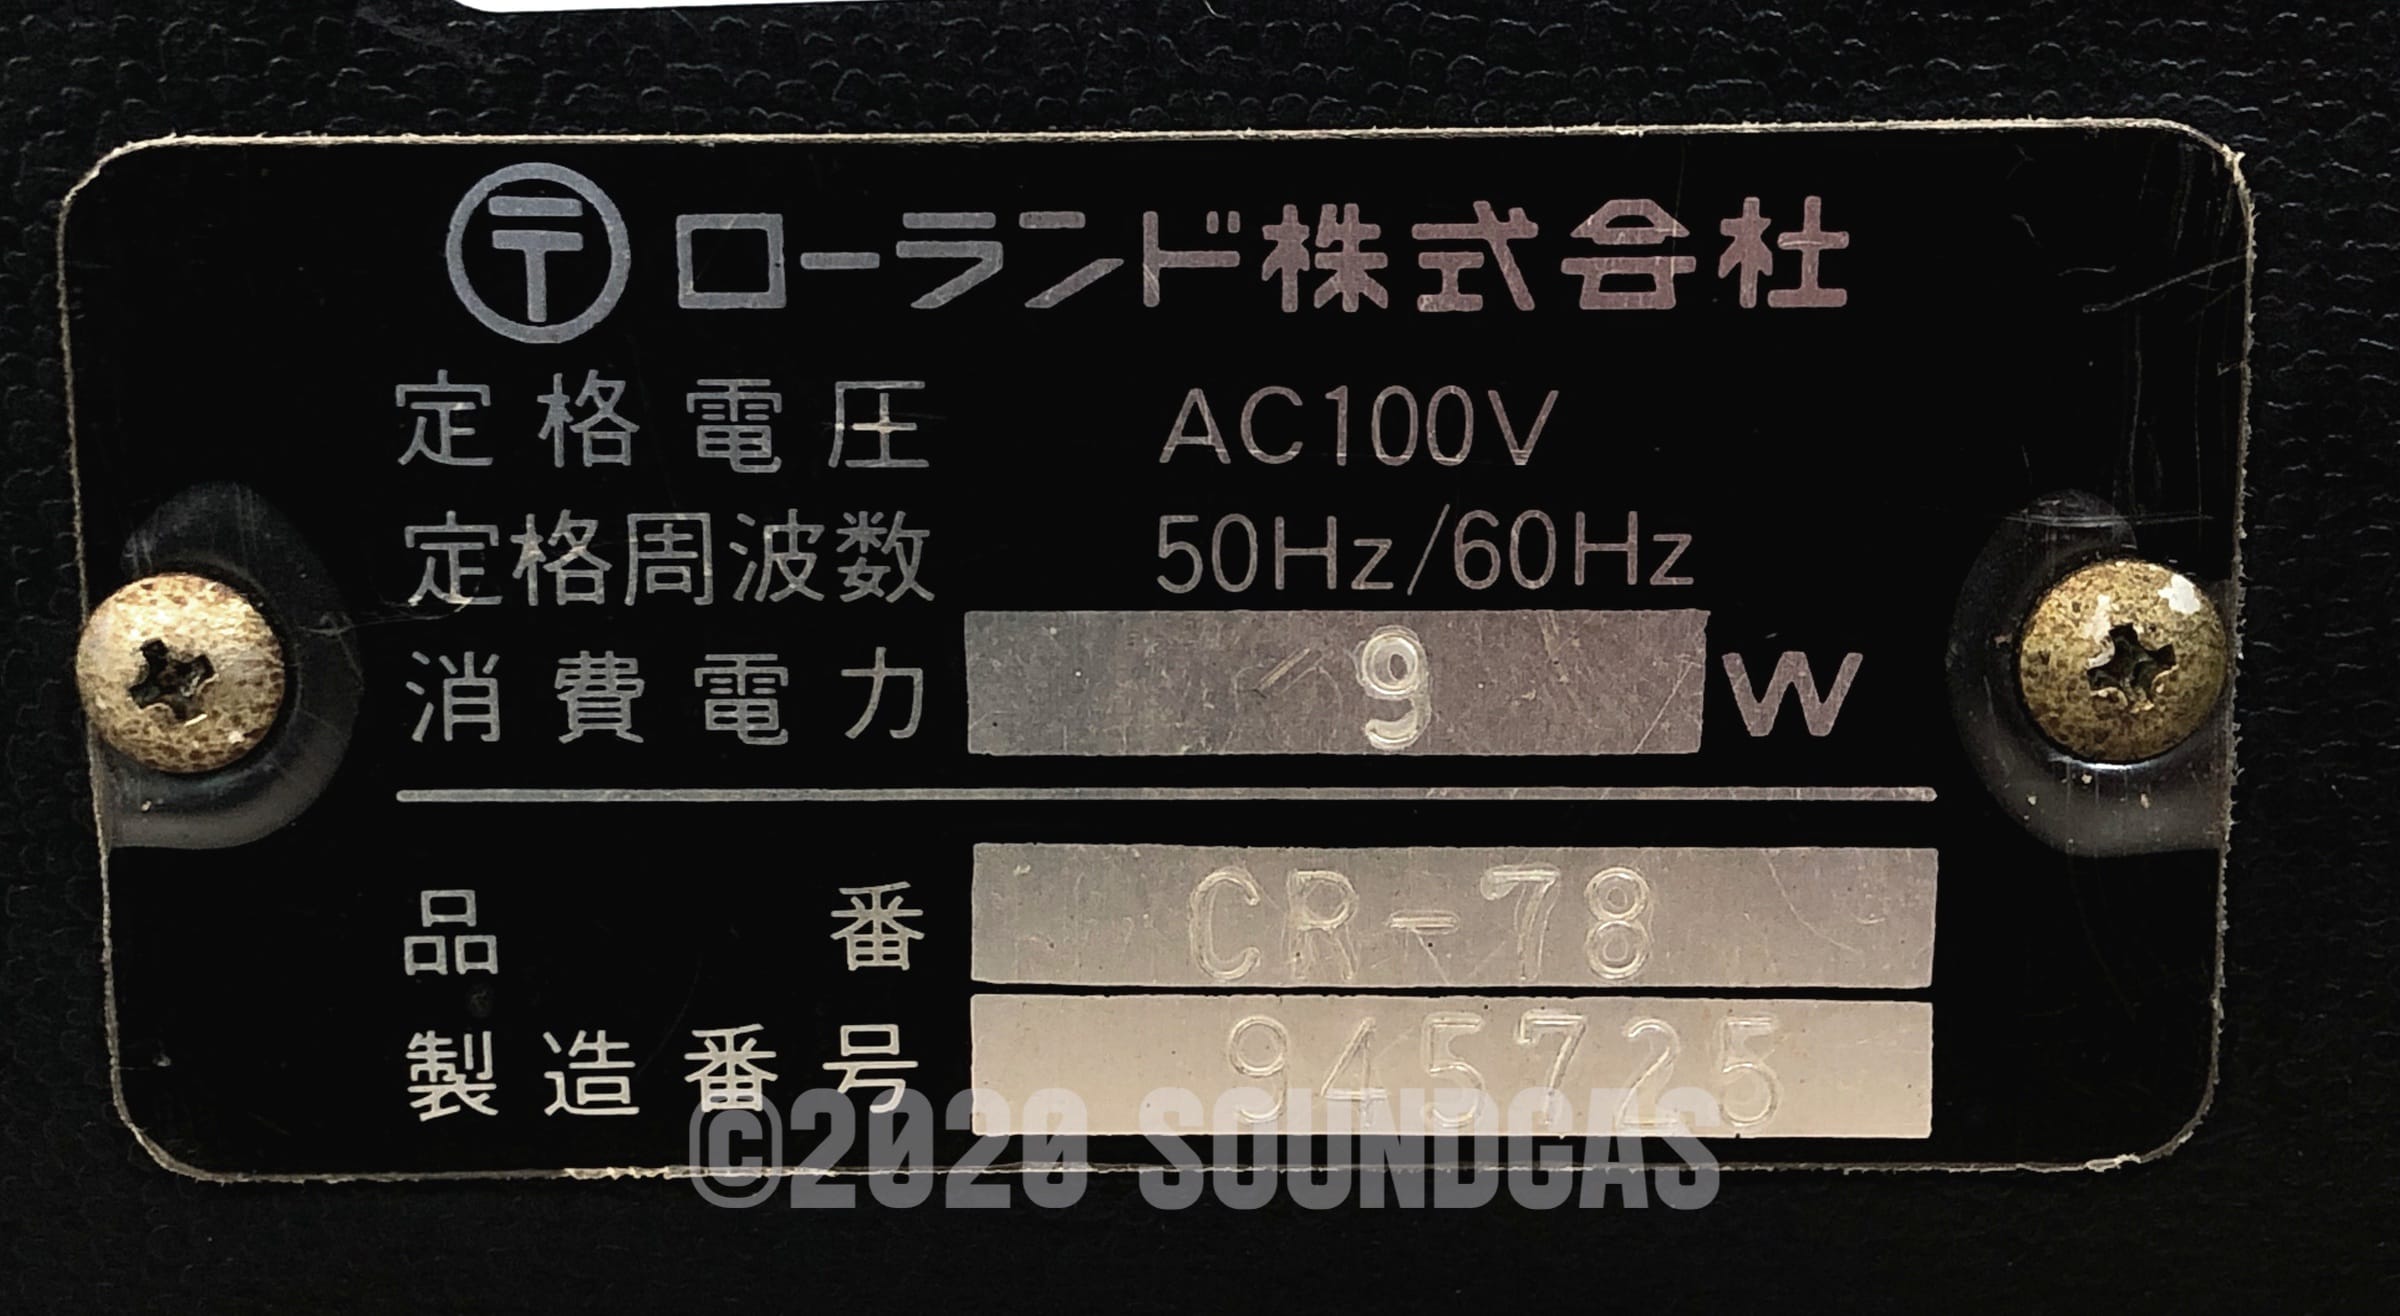 〶 ローランド株式会社
定格電圧 AC100V
定格周波数 50Hz/60Hz
消費電力 9 W
品番 CR-78
製造番号 945725
©2020 SOUNDGAS